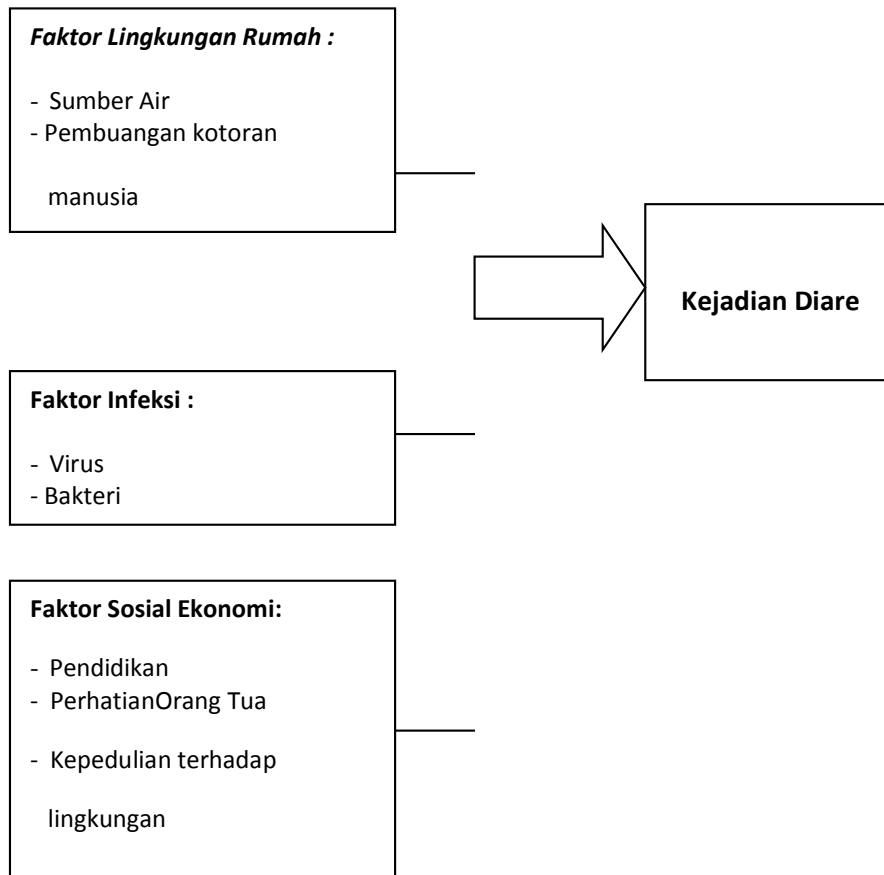 Faktor Lingkungan Rumah :
- Sumber Air
- Pembuangan kotoran
manusia
Kejadian Diare
Faktor Infeksi :
- Virus
- Bakteri
Faktor Sosial Ekonomi:
- Pendidikan
- PerhatianOrang Tua
- Kepedulian terhadap
lingkungan